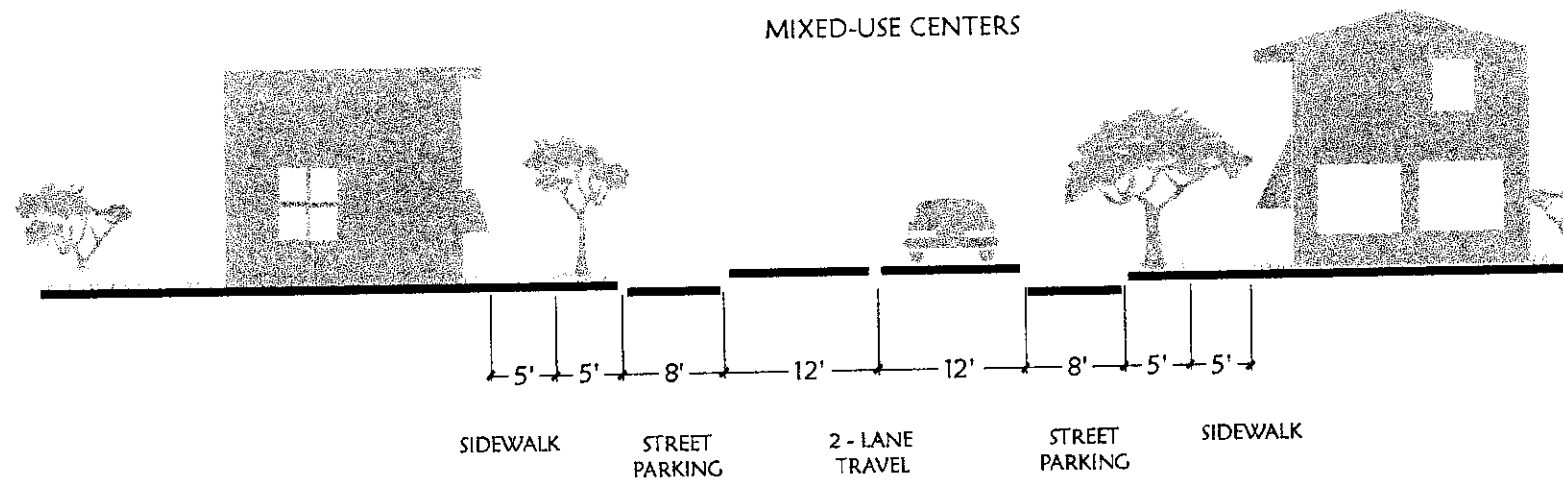 MIXED-USE CENTERS
5' 5' 8' 12' 12' 8' 5' 5'
SIDEWALK
STREET
PARKING
2 - LANE
TRAVEL
STREET
PARKING
SIDEWALK